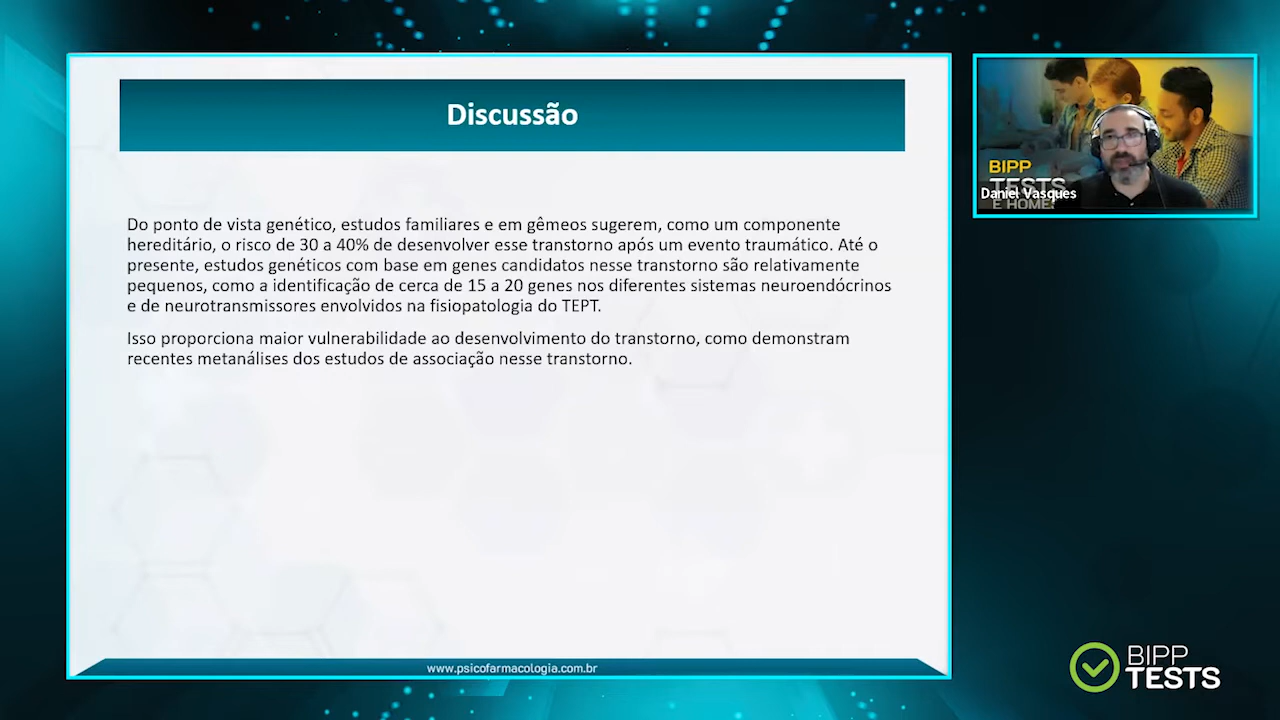 Discussão
Do ponto de vista genético, estudos familiares e em gêmeos sugerem, como um componente
hereditário, o risco de 30 a 40% de desenvolver esse transtorno após um evento traumático. Até o
presente, estudos genéticos com base em genes candidatos nesse transtorno são relativamente
pequenos, como a identificação de cerca de 15 a 20 genes nos diferentes sistemas neuroendócrinos
e de neurotransmissores envolvidos na fisiopatologia do TEPT.
Isso proporciona maior vulnerabilidade ao desenvolvimento do transtorno, como demonstram
recentes metanálises dos estudos de associação nesse transtorno.
www.psicofarmacologia.com.br
BIPP
TESTS
Daniel Vasques
E HOME!
BIPP
TESTS